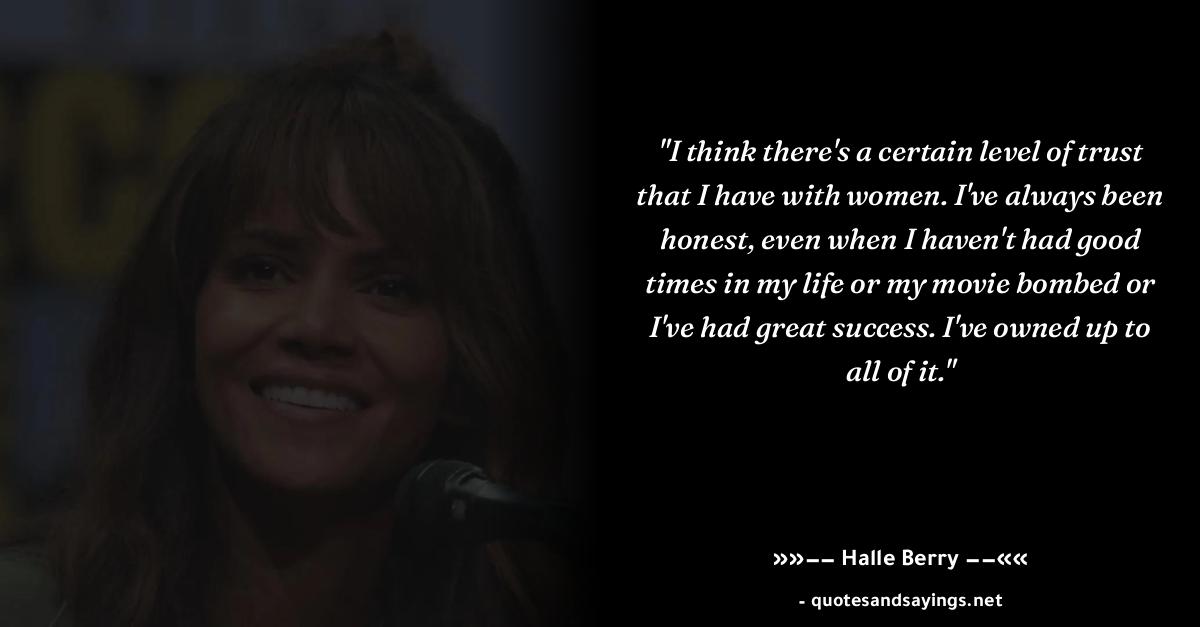 "I think there's a certain level of trust
that I have with women. I've always been
honest, even when I haven't had good
times in my life or my movie bombed or
I've had great success. I've owned up to
all of it."
»»−− Halle Berry −−««
- quotesandsayings.net